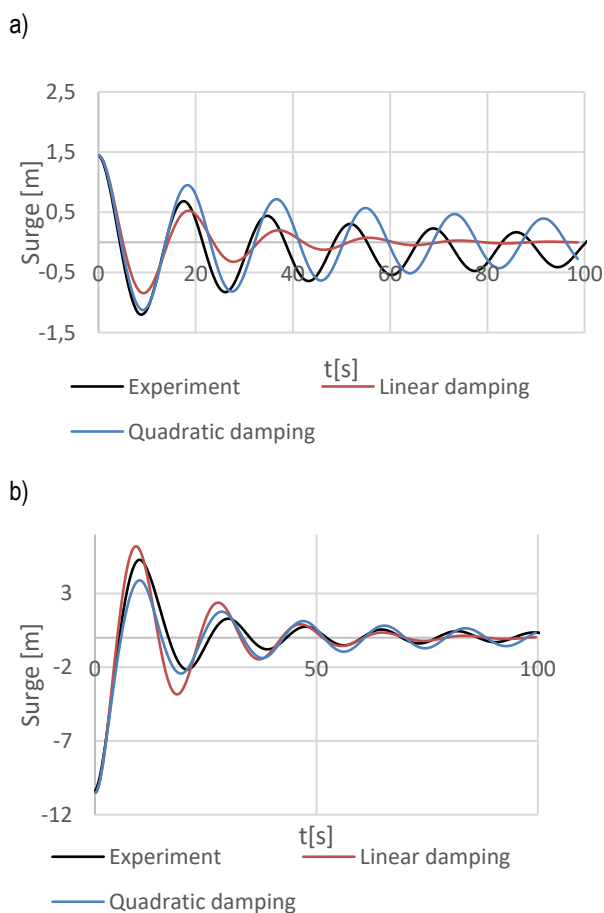 a)
2,5
1,5
0,5
-0,5
-1,5
Surge [m]
0 20 40 60 80 100
t[s]
Experiment Linear damping
Quadratic damping
b)
3
-2
-7
-12
Surge [m]
0 50 100
t[s]
Experiment Linear damping
Quadratic damping